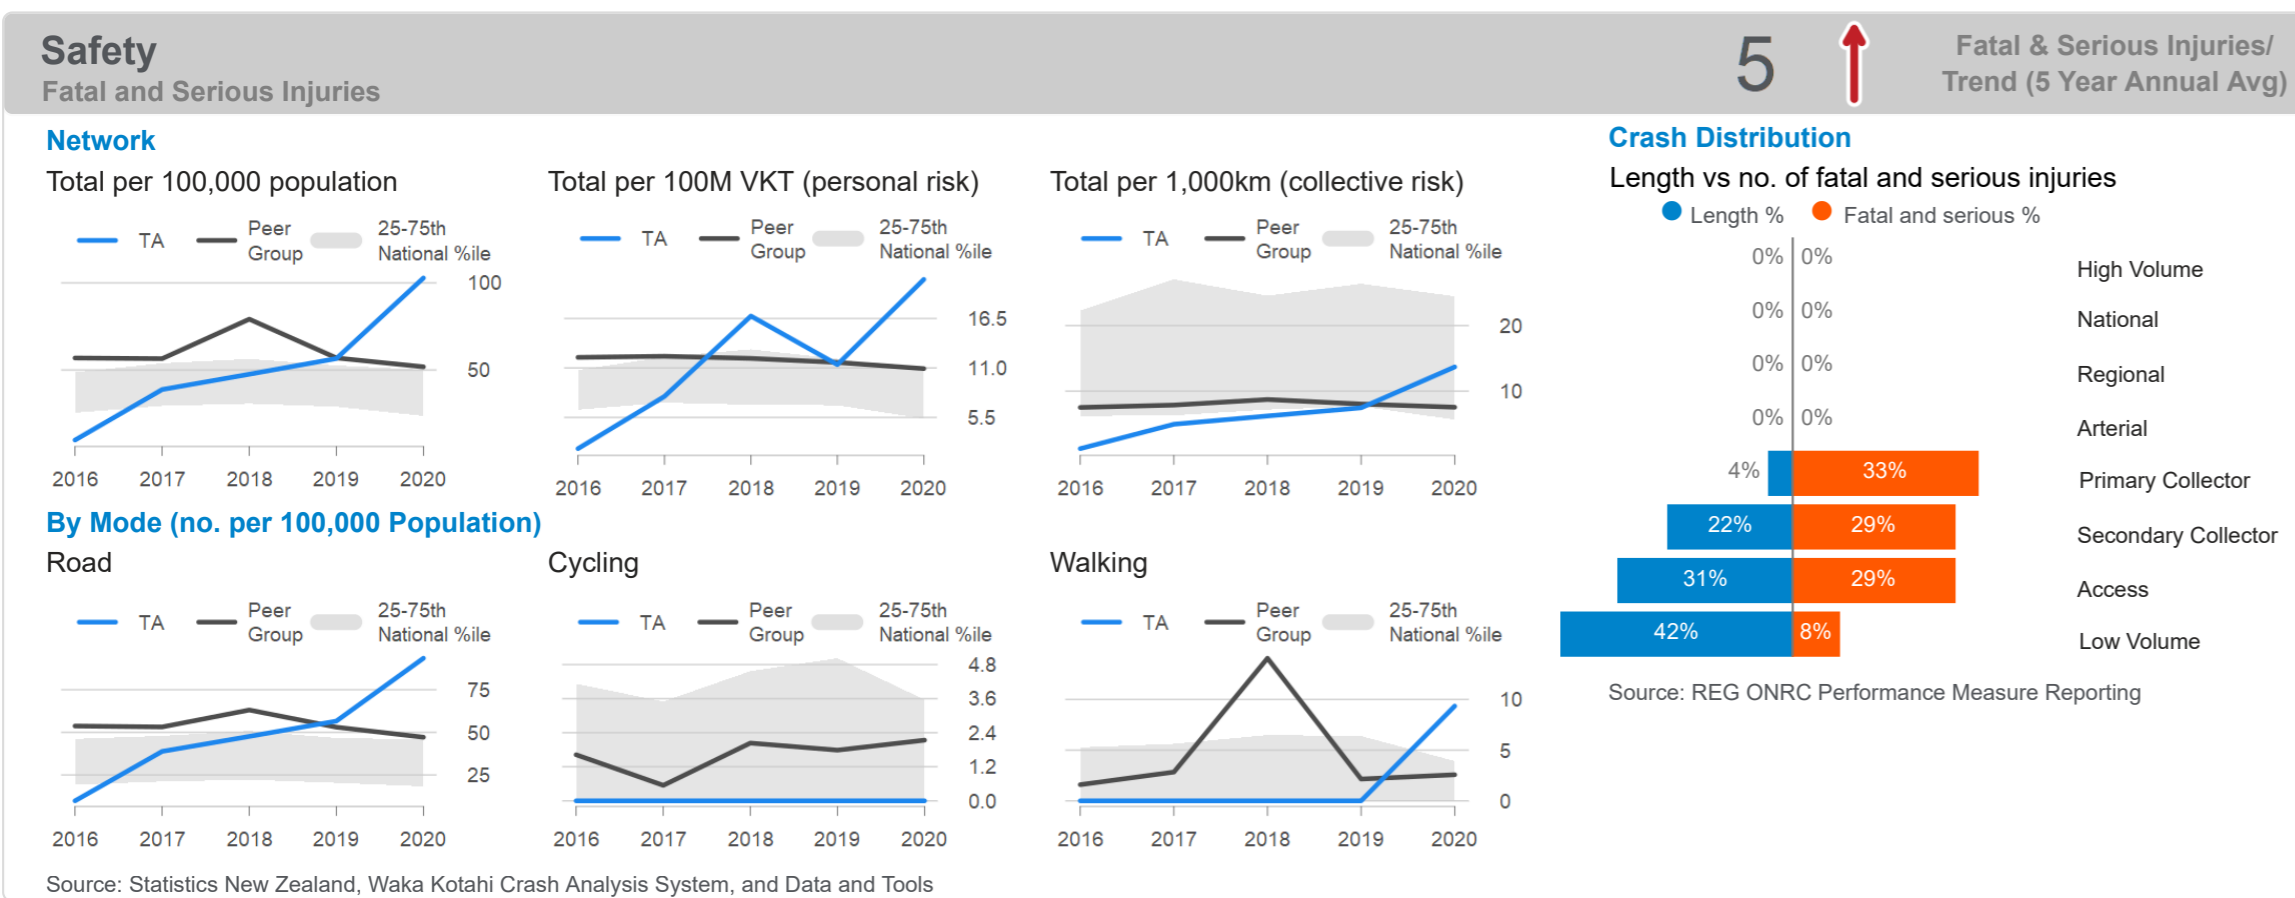 Safety
Fatal and Serious Injuries
5
Fatal & Serious Injuries/
Trend (5 Year Annual Avg)
Network
Total per 100,000 population
TA
Peer
Group
25-75th
National %ile
100
50
2016 2017 2018 2019 2020
Total per 100M VKT (personal risk)
TA
Peer
Group
25-75th
National %ile
16.5
11.0
5.5
2016 2017 2018 2019 2020
Total per 1,000km (collective risk)
TA
Peer
Group
25-75th
National %ile
20
10
2016 2017 2018 2019 2020
By Mode (no. per 100,000 Population)
Road
TA
Peer
Group
25-75th
National %ile
75
50
25
2016 2017 2018 2019 2020
Cycling
TA
Peer
Group
25-75th
National %ile
4.8
3.6
2.4
1.2
0.0
2016 2017 2018 2019 2020
Walking
TA
Peer
Group
25-75th
National %ile
10
5
0
2016 2017 2018 2019 2020
Source: Statistics New Zealand, Waka Kotahi Crash Analysis System, and Data and Tools
Crash Distribution
Length vs no. of fatal and serious injuries
Length % Fatal and serious %
0% 0% High Volume
0% 0% National
0% 0% Regional
0% 0% Arterial
4% 33% Primary Collector
22% 29% Secondary Collector
31% 29% Access
42% 8% Low Volume
Source: REG ONRC Performance Measure Reporting